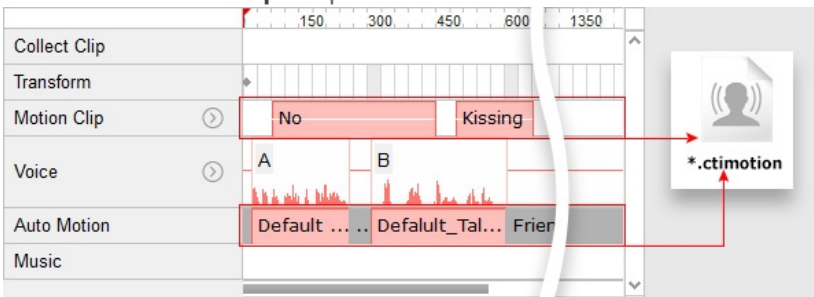 150 300 450 600 1350
Collect Clip
Transform
Motion Clip No Kissing
Voice A B
*.ctimotion
Auto Motion Default ... .. Defalult_Tal... Frien
Music